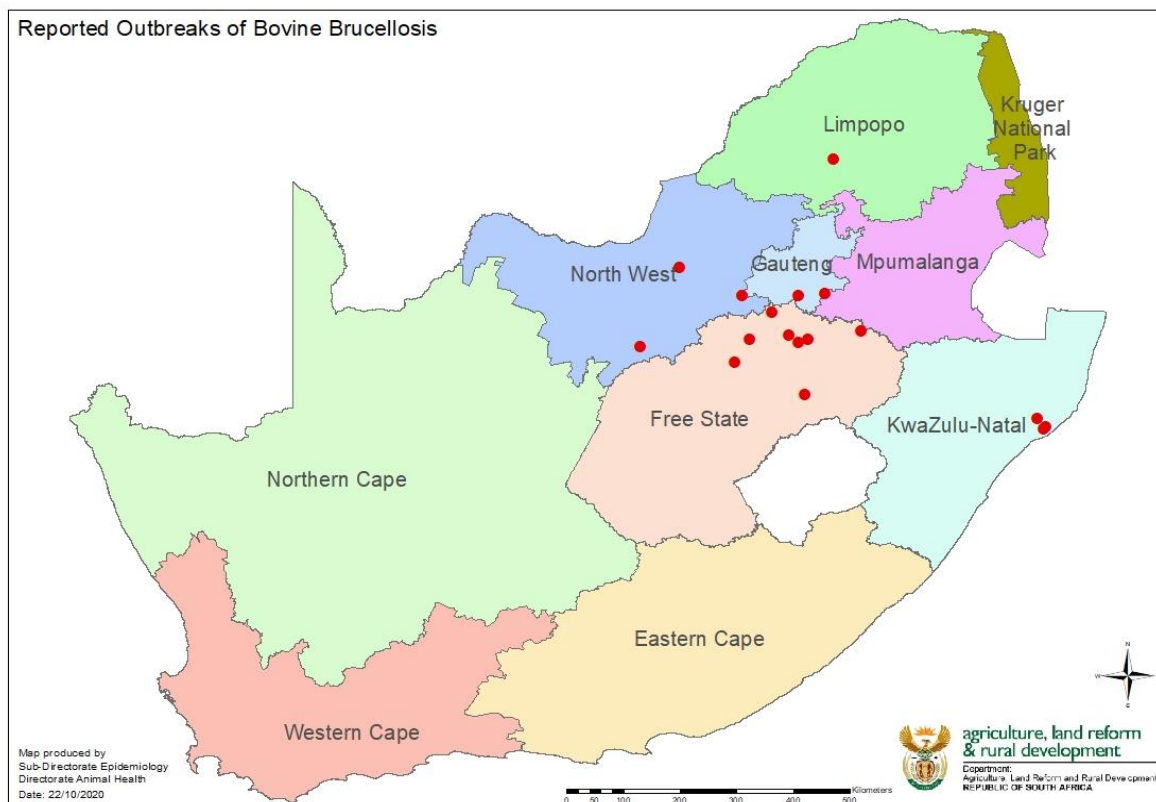 Reported Outbreaks of Bovine Brucellosis
Limpopo
Kruger
National
Park
North West
Gauteng
Mpumalanga
Free State
KwaZulu-Natal
Northern Cape
Eastern Cape
Western Cape
N
W
E
S
Map produced by
Sub-Directorate Epidemiology
Directorate Animal Health
Date: 22/10/2020
Kilometers
0 50 100 200 300 400 500
agriculture, land reform
& rural development
Department:
Agriculture, Land Reform and Rural Development
REPUBLIC OF SOUTH AFRICA